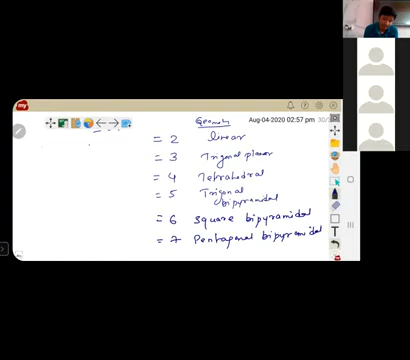 my
Aug-04-2020 02:57 pm
Geometry
= 2 linear
= 3 Trigonal planar
= 4 Tetrahedral
= 5 Trigonal
bipyramidal
= 6 Square bipyramidal
= 7 Pentagonal bipyramidal
T